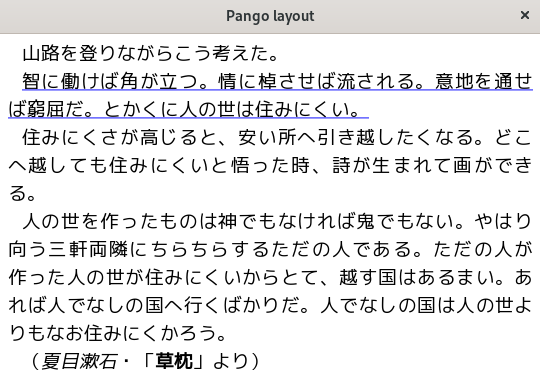 Pango layout
山路を登りながらこう考えた。
智に働けば角が立つ。情に棹させば流される。意地を通せ
ば窮屈だ。とかくに人の世は住みにくい。
住みにくさが高じると、安い所へ引き越したくなる。どこ
へ越しても住みにくいと悟った時、詩が生まれて画ができ
る。
人の世を作ったものは神でもなければ鬼でもない。やはり
向う三軒両隣にちらちらするただの人である。ただの人が
作った人の世が住みにくいからとて、越す国はあるまい。あ
れば人でなしの国へ行くばかりだ。人でなしの国は人の世よ
りもなお住みにくかろう。
（夏目漱石・「草枕」より）